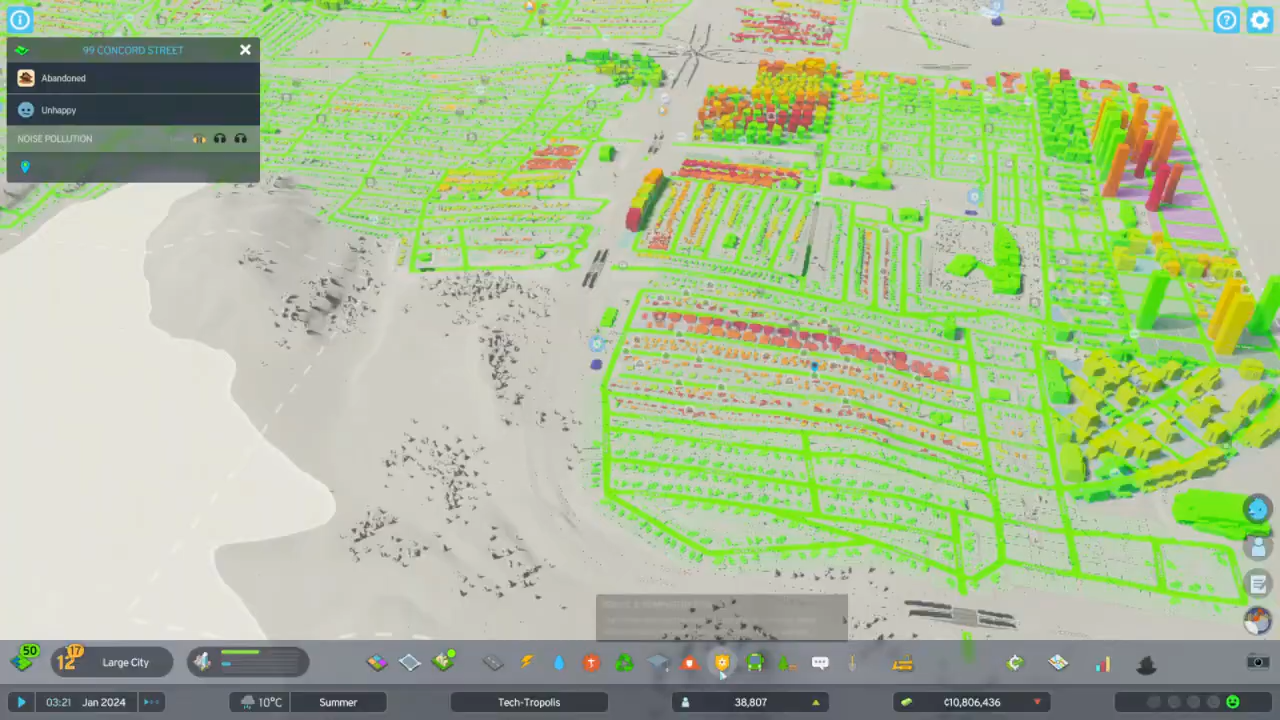 99 CONCORD STREET
Abandoned
Unhappy
NOISE POLLUTION
50
17
12
Large City
03:21 Jan 2024
10°C
Summer
Tech-Tropolis
38,807
¢10,806,436